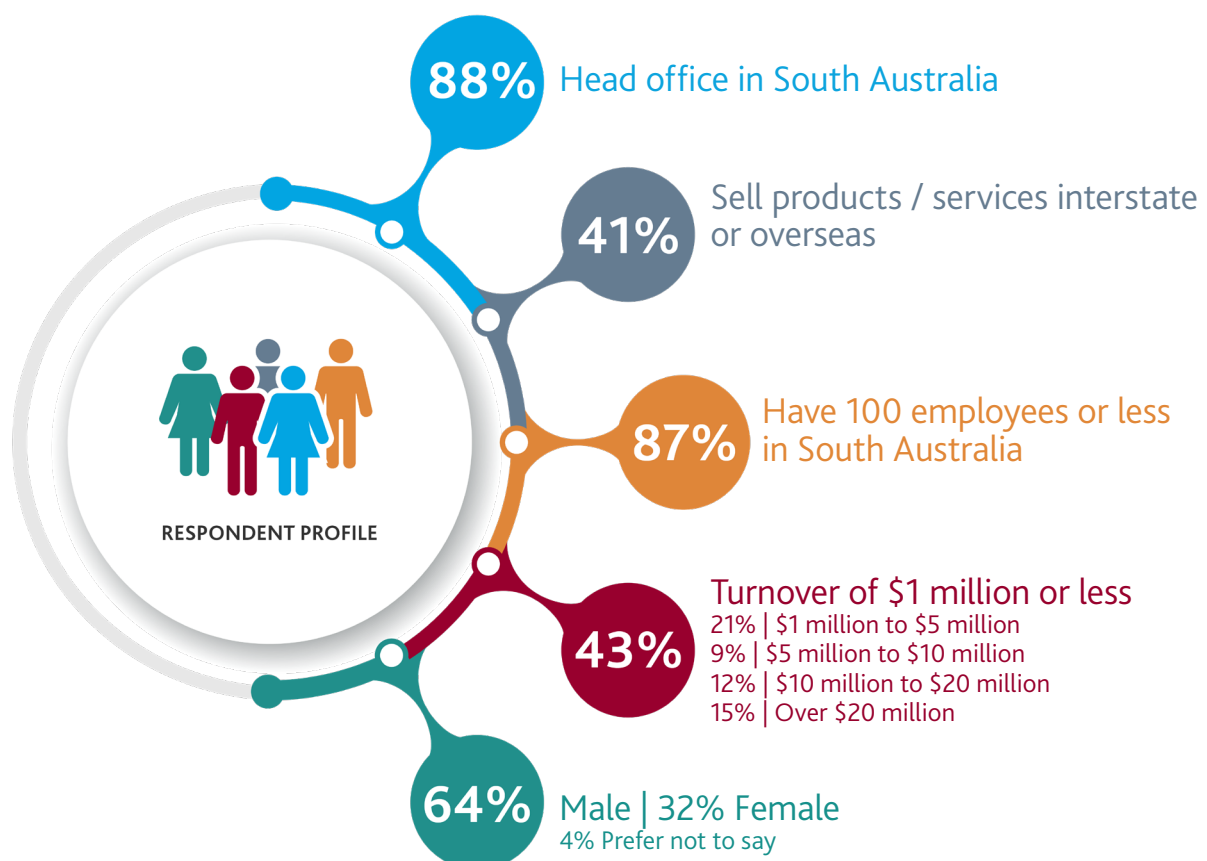 88%
Head office in South Australia
41%
Sell products / services interstate
or overseas
87%
Have 100 employees or less
in South Australia
RESPONDENT PROFILE
43%
Turnover of $1 million or less
21% | $1 million to $5 million
9% | $5 million to $10 million
12% | $10 million to $20 million
15% | Over $20 million
64%
Male | 32% Female
4% Prefer not to say